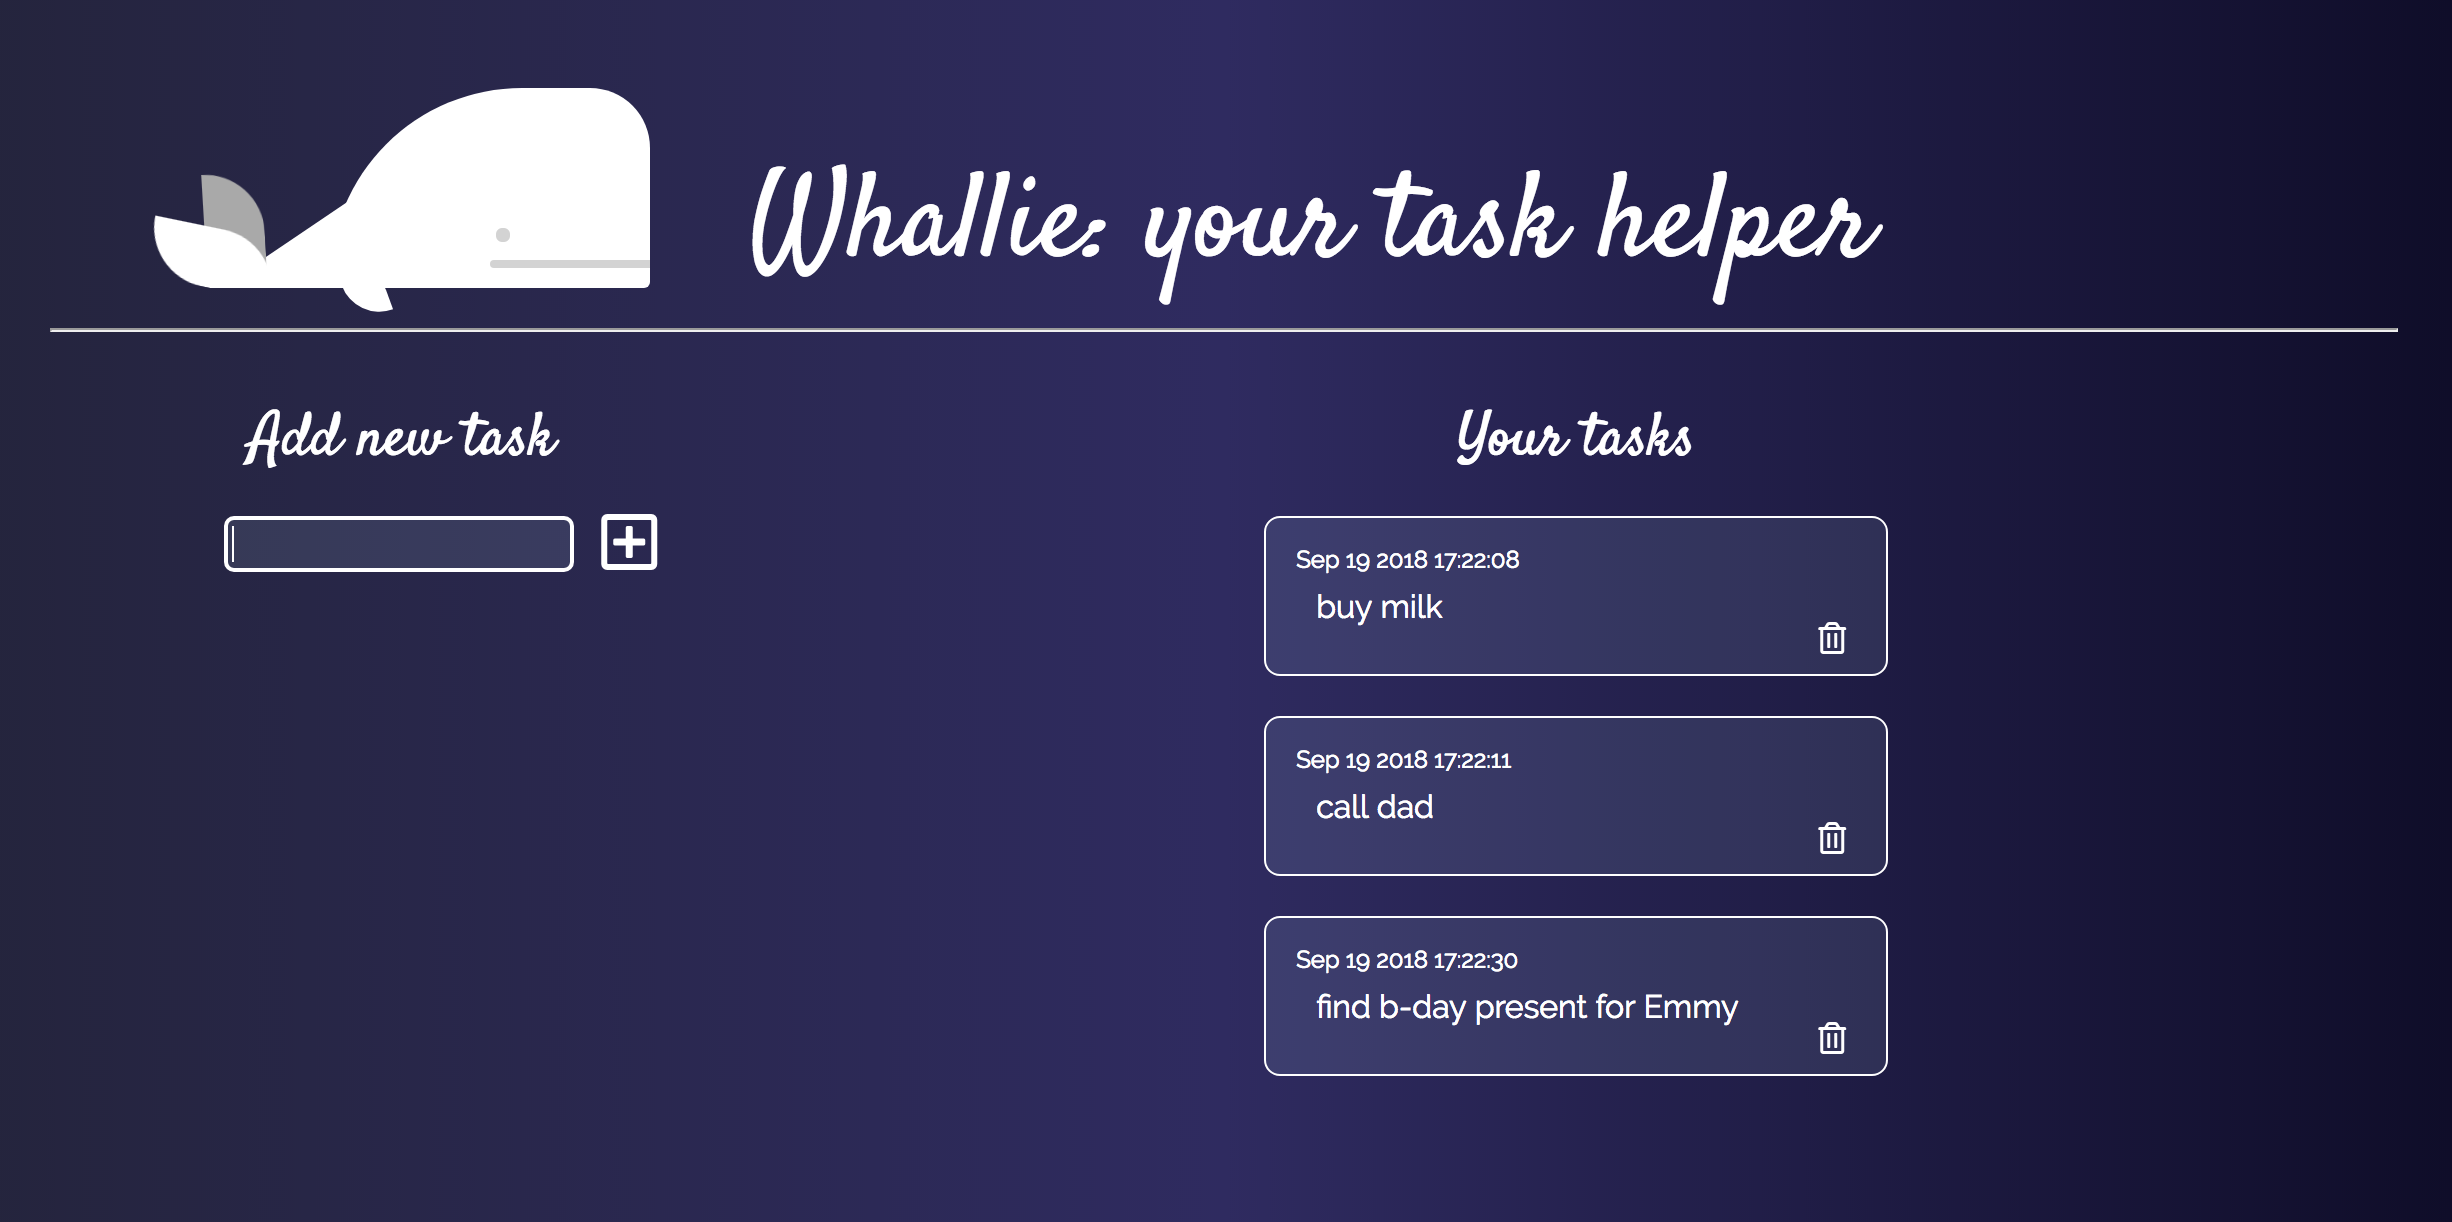 Whallie: your task helper
Add new task
Your tasks
Sep 19 2018 17:22:08
buy milk
Sep 19 2018 17:22:11
call dad
Sep 19 2018 17:22:30
find b-day present for Emmy